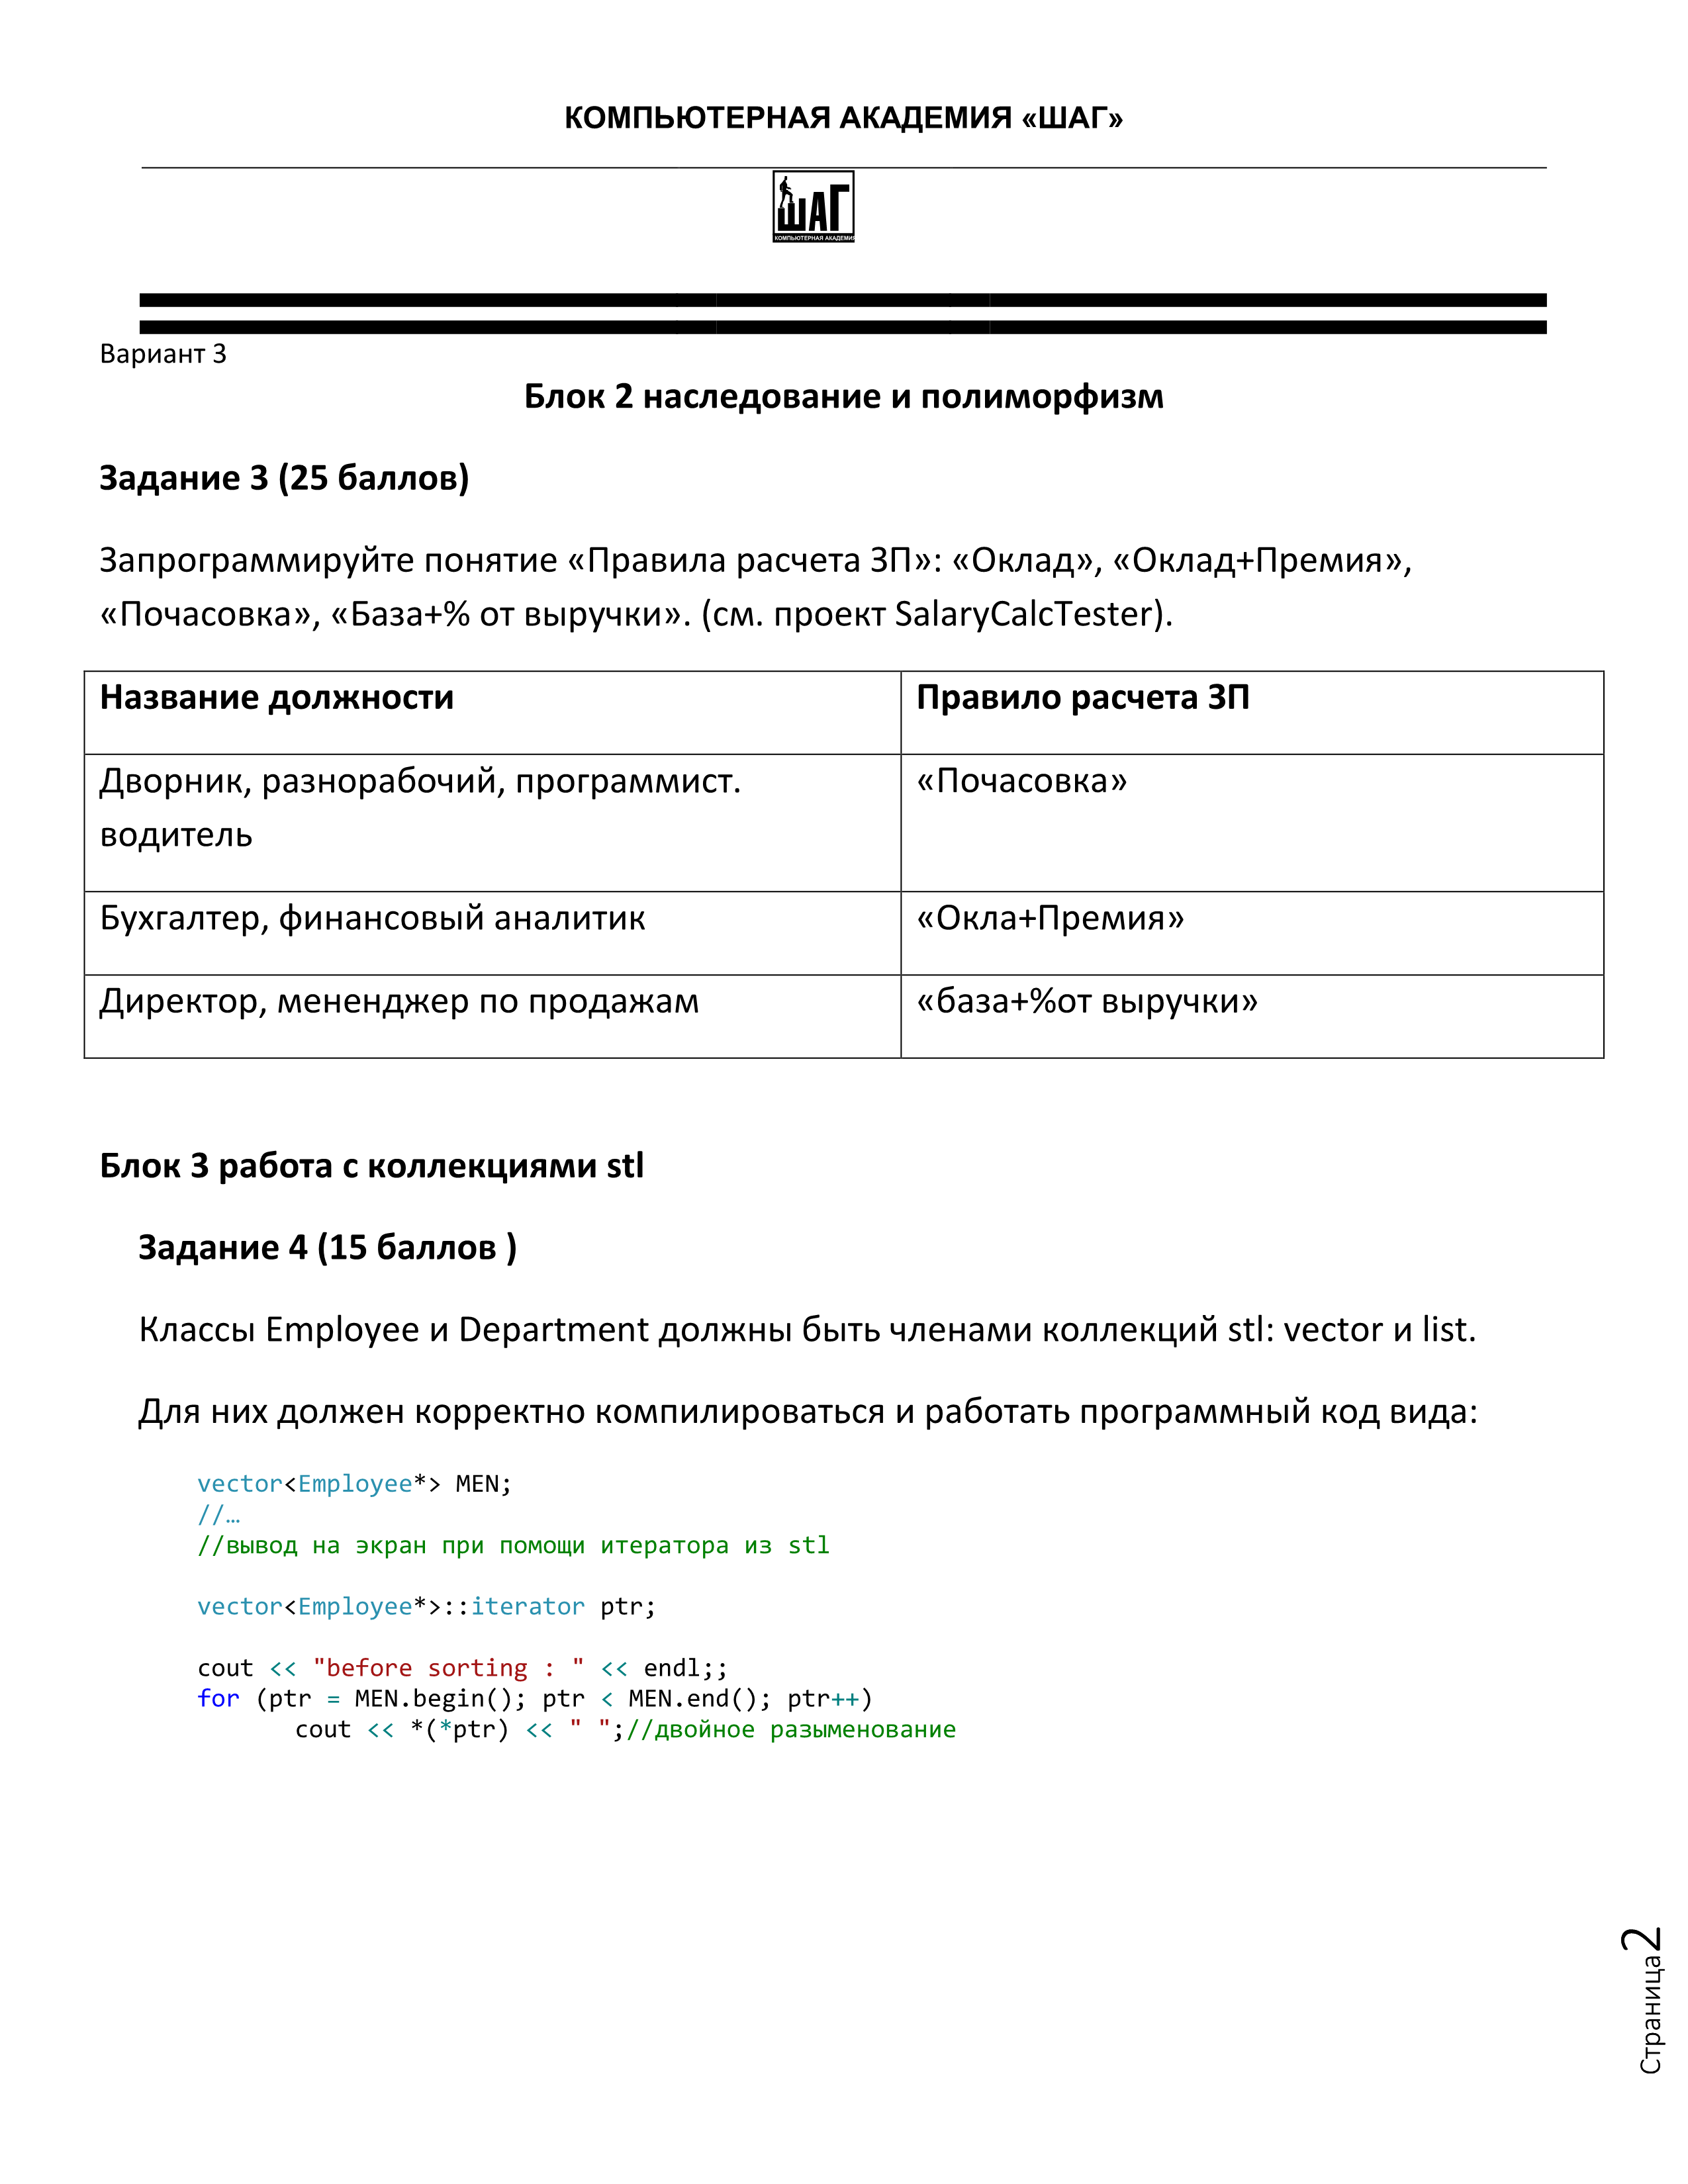 КОМПЬЮТЕРНАЯ АКАДЕМИЯ «ШАГ»
ШАГ
КОМПЬЮТЕРНАЯ АКАДЕМИЯ
Вариант 3
Блок 2 наследование и полиморфизм
Задание 3 (25 баллов)
Запрограммируйте понятие «Правила расчета ЗП»: «Оклад», «Оклад+Премия»,
«Почасовка», «База+% от выручки». (см. проект SalaryCalcTester).
Название должности
Правило расчета ЗП
Дворник, разнорабочий, программист.
водитель
«Почасовка»
Бухгалтер, финансовый аналитик
«Окла+Премия»
Директор, мененджер по продажам
«база+%от выручки»
Блок 3 работа с коллекциями stl
Задание 4 (15 баллов )
Классы Employee и Department должны быть членами коллекций stl: vector и list.
Для них должен корректно компилироваться и работать программный код вида:
vector<Employee*> MEN;
//…
//вывод на экран при помощи итератора из stl
vector<Employee*>::iterator ptr;
cout << "before sorting : " << endl;;
for (ptr = MEN.begin(); ptr < MEN.end(); ptr++)
cout << *(*ptr) << " ";//двойное разыменование
Страница2